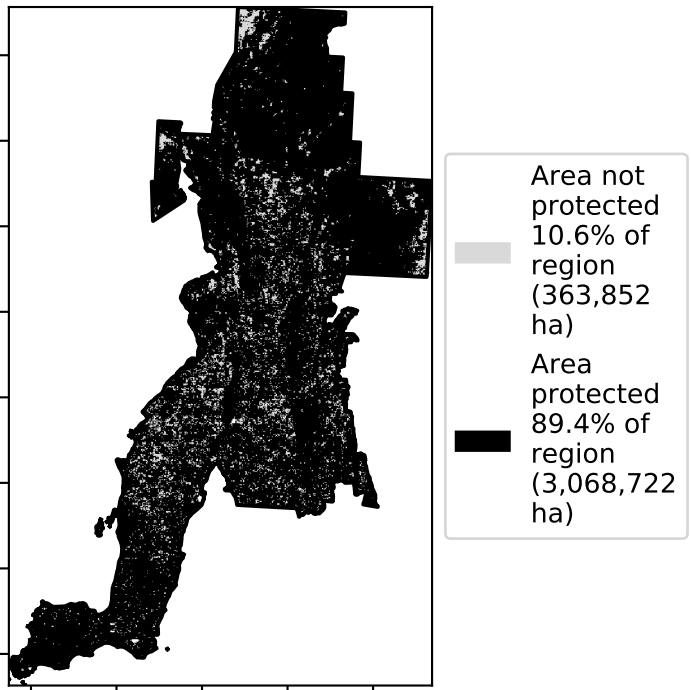 Area not
protected
10.6% of
region
(363,852
ha)
Area
protected
89.4% of
region
(3,068,722
ha)